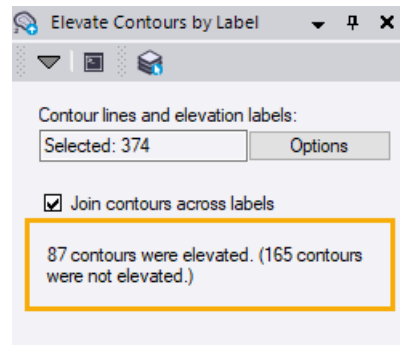 Elevate Contours by Label
Contour lines and elevation labels:
Selected: 374
Options
Join contours across labels
87 contours were elevated. (165 contours
were not elevated.)